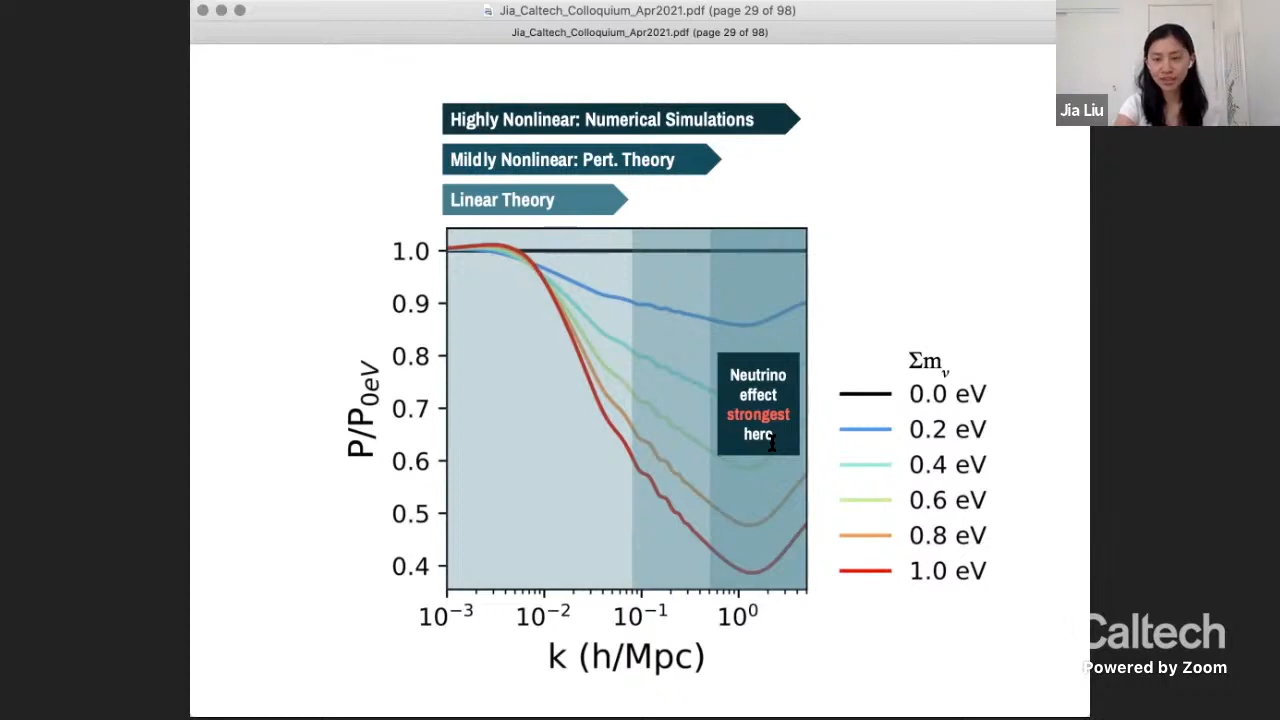 Jia_Caltech_Colloquium_Apr2021.pdf (page 29 of 98)
Jia_Caltech_Colloquium_Apr2021.pdf (page 29 of 98)
Jia Liu
Highly Nonlinear: Numerical Simulations
Mildly Nonlinear: Pert. Theory
Linear Theory
1.0
0.9
0.8
0.7
0.6
0.5
0.4
P/P0eV
Neutrino
effect
strongest
here
10⁻³ 10⁻² 10⁻¹ 10⁰
k (h/Mpc)
Σmν
0.0 eV
0.2 eV
0.4 eV
0.6 eV
0.8 eV
1.0 eV
Caltech
Powered by Zoom